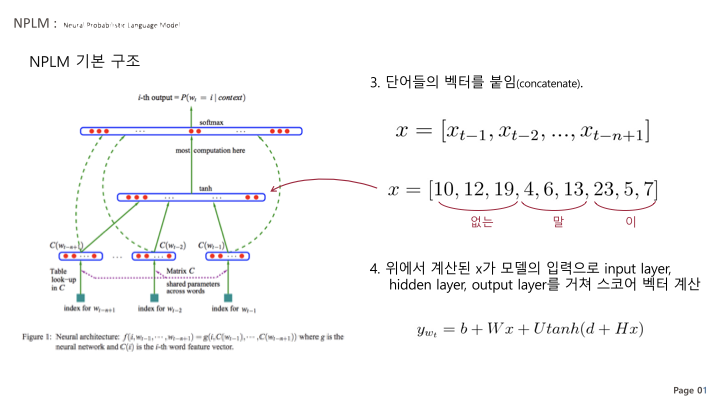 NPLM : Neural Probabilistic Language Model
NPLM 기본 구조
i-th output = P(w_t = i | context)
softmax
most computation here
tanh
C(w_{t−n+1})
C(w_{t−2})
C(w_{t−1})
Table look-up in C
Matrix C
shared parameters across words
index for w_{t−n+1}
index for w_{t−2}
index for w_{t−1}
Figure 1: Neural architecture: f(i, w_{t−1}, ⋯, w_{t−n+1}) = g(i, C(w_{t−1}), ⋯, C(w_{t−n+1})) where g is the
neural network and C(i) is the i-th word feature vector.
3. 단어들의 벡터를 붙임(concatenate).
x = [x_{t−1}, x_{t−2}, ..., x_{t−n+1}]
x = [10, 12, 19, 4, 6, 13, 23, 5, 7]
없는 말 이
4. 위에서 계산된 x가 모델의 입력으로 input layer,
hidden layer, output layer를 거쳐 스코어 벡터 계산
y_{w_t} = b + Wx + Utanh(d + Hx)
Page 01